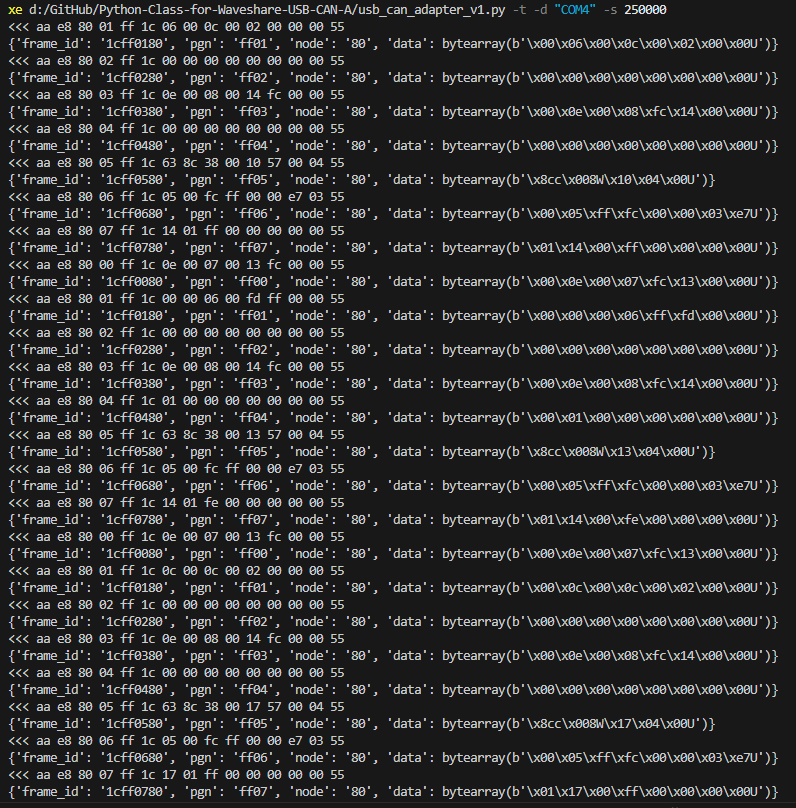 xe d:/GitHub/Python-Class-for-Waveshare-USB-CAN-A/usb_can_adapter_v1.py -t -d "COM4" -s 250000
<<< aa e8 80 01 ff 1c 06 00 0c 00 02 00 00 00 55
{'frame_id': '1cff0180', 'pgn': 'ff01', 'node': '80', 'data': bytearray(b'\x00\x06\x00\x0c\x00\x02\x00\x00U')}
<<< aa e8 80 02 ff 1c 00 00 00 00 00 00 00 00 55
{'frame_id': '1cff0280', 'pgn': 'ff02', 'node': '80', 'data': bytearray(b'\x00\x00\x00\x00\x00\x00\x00\x00U')}
<<< aa e8 80 03 ff 1c 0e 00 08 00 14 fc 00 00 55
{'frame_id': '1cff0380', 'pgn': 'ff03', 'node': '80', 'data': bytearray(b'\x00\x0e\x00\x08\xfc\x14\x00\x00U')}
<<< aa e8 80 04 ff 1c 00 00 00 00 00 00 00 00 55
{'frame_id': '1cff0480', 'pgn': 'ff04', 'node': '80', 'data': bytearray(b'\x00\x00\x00\x00\x00\x00\x00\x00U')}
<<< aa e8 80 05 ff 1c 63 8c 38 00 10 57 00 04 55
{'frame_id': '1cff0580', 'pgn': 'ff05', 'node': '80', 'data': bytearray(b'\x8cc\x008W\x10\x04\x00U')}
<<< aa e8 80 06 ff 1c 05 00 fc ff 00 00 e7 03 55
{'frame_id': '1cff0680', 'pgn': 'ff06', 'node': '80', 'data': bytearray(b'\x00\x05\xff\xfc\x00\x00\x03\xe7U')}
<<< aa e8 80 07 ff 1c 14 01 ff 00 00 00 00 00 55
{'frame_id': '1cff0780', 'pgn': 'ff07', 'node': '80', 'data': bytearray(b'\x01\x14\x00\xff\x00\x00\x00\x00U')}
<<< aa e8 80 00 ff 1c 0e 00 07 00 13 fc 00 00 55
{'frame_id': '1cff0080', 'pgn': 'ff00', 'node': '80', 'data': bytearray(b'\x00\x0e\x00\x07\xfc\x13\x00\x00U')}
<<< aa e8 80 01 ff 1c 00 00 06 00 fd ff 00 00 55
{'frame_id': '1cff0180', 'pgn': 'ff01', 'node': '80', 'data': bytearray(b'\x00\x00\x00\x06\xff\xfd\x00\x00U')}
<<< aa e8 80 02 ff 1c 00 00 00 00 00 00 00 00 55
{'frame_id': '1cff0280', 'pgn': 'ff02', 'node': '80', 'data': bytearray(b'\x00\x00\x00\x00\x00\x00\x00\x00U')}
<<< aa e8 80 03 ff 1c 0e 00 08 00 14 fc 00 00 55
{'frame_id': '1cff0380', 'pgn': 'ff03', 'node': '80', 'data': bytearray(b'\x00\x0e\x00\x08\xfc\x14\x00\x00U')}
<<< aa e8 80 04 ff 1c 01 00 00 00 00 00 00 00 55
{'frame_id': '1cff0480', 'pgn': 'ff04', 'node': '80', 'data': bytearray(b'\x00\x01\x00\x00\x00\x00\x00\x00U')}
<<< aa e8 80 05 ff 1c 63 8c 38 00 13 57 00 04 55
{'frame_id': '1cff0580', 'pgn': 'ff05', 'node': '80', 'data': bytearray(b'\x8cc\x008W\x13\x04\x00U')}
<<< aa e8 80 06 ff 1c 05 00 fc ff 00 00 e7 03 55
{'frame_id': '1cff0680', 'pgn': 'ff06', 'node': '80', 'data': bytearray(b'\x00\x05\xff\xfc\x00\x00\x03\xe7U')}
<<< aa e8 80 07 ff 1c 14 01 fe 00 00 00 00 00 55
{'frame_id': '1cff0780', 'pgn': 'ff07', 'node': '80', 'data': bytearray(b'\x01\x14\x00\xfe\x00\x00\x00\x00U')}
<<< aa e8 80 00 ff 1c 0e 00 07 00 13 fc 00 00 55
{'frame_id': '1cff0080', 'pgn': 'ff00', 'node': '80', 'data': bytearray(b'\x00\x0e\x00\x07\xfc\x13\x00\x00U')}
<<< aa e8 80 01 ff 1c 0c 00 0c 00 02 00 00 00 55
{'frame_id': '1cff0180', 'pgn': 'ff01', 'node': '80', 'data': bytearray(b'\x00\x0c\x00\x0c\x00\x02\x00\x00U')}
<<< aa e8 80 02 ff 1c 00 00 00 00 00 00 00 00 55
{'frame_id': '1cff0280', 'pgn': 'ff02', 'node': '80', 'data': bytearray(b'\x00\x00\x00\x00\x00\x00\x00\x00U')}
<<< aa e8 80 03 ff 1c 0e 00 08 00 14 fc 00 00 55
{'frame_id': '1cff0380', 'pgn': 'ff03', 'node': '80', 'data': bytearray(b'\x00\x0e\x00\x08\xfc\x14\x00\x00U')}
<<< aa e8 80 04 ff 1c 00 00 00 00 00 00 00 00 55
{'frame_id': '1cff0480', 'pgn': 'ff04', 'node': '80', 'data': bytearray(b'\x00\x00\x00\x00\x00\x00\x00\x00U')}
<<< aa e8 80 05 ff 1c 63 8c 38 00 17 57 00 04 55
{'frame_id': '1cff0580', 'pgn': 'ff05', 'node': '80', 'data': bytearray(b'\x8cc\x008W\x17\x04\x00U')}
<<< aa e8 80 06 ff 1c 05 00 fc ff 00 00 e7 03 55
{'frame_id': '1cff0680', 'pgn': 'ff06', 'node': '80', 'data': bytearray(b'\x00\x05\xff\xfc\x00\x00\x03\xe7U')}
<<< aa e8 80 07 ff 1c 17 01 ff 00 00 00 00 00 55
{'frame_id': '1cff0780', 'pgn': 'ff07', 'node': '80', 'data': bytearray(b'\x01\x17\x00\xff\x00\x00\x00\x00U')}